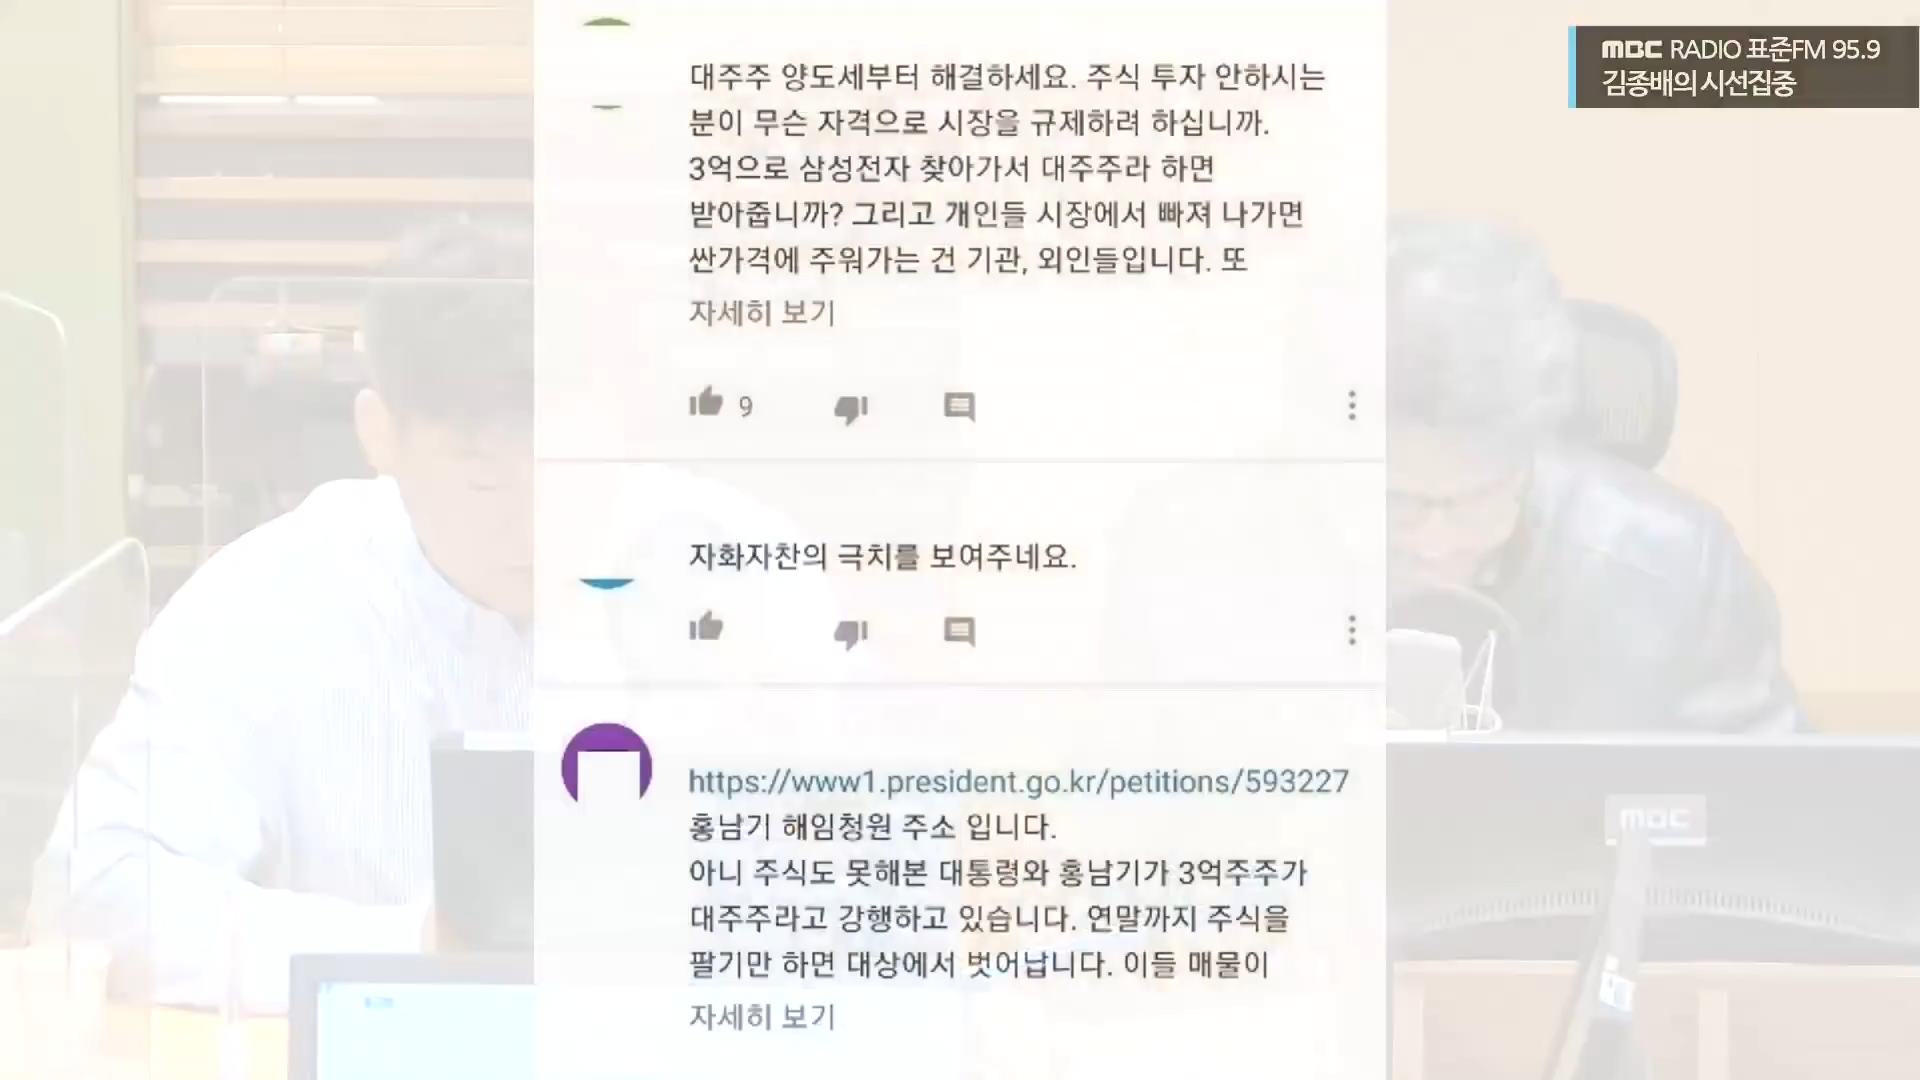 MBC RADIO 표준FM 95.9
김종배의 시선집중
대주주 양도세부터 해결하세요. 주식 투자 안하시는
분이 무슨 자격으로 시장을 규제하려 하십니까.
3억으로 삼성전자 찾아가서 대주주라 하면
받아줍니까? 그리고 개인들 시장에서 빠져 나가면
싼가격에 주워가는 건 기관, 외인들입니다. 또
자세히 보기
9
자화자찬의 극치를 보여주네요.
https://www1.president.go.kr/petitions/593227
홍남기 해임청원 주소 입니다.
아니 주식도 못해본 대통령와 홍남기가 3억주주가
대주주라고 강행하고 있습니다. 연말까지 주식을
팔기만 하면 대상에서 벗어납니다. 이들 매물이
자세히 보기
mbc